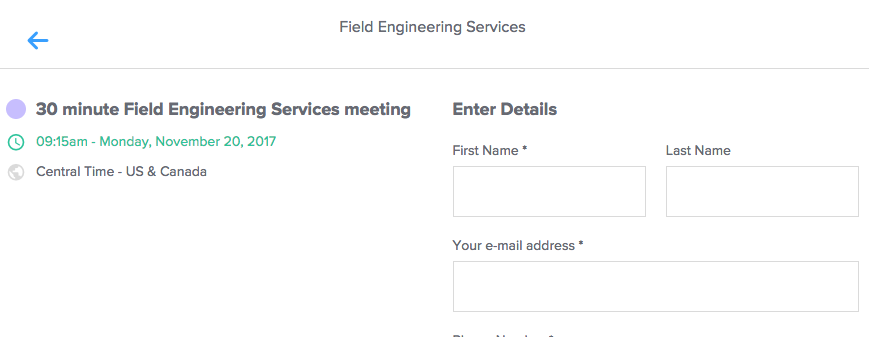 Field Engineering Services
30 minute Field Engineering Services meeting
09:15am - Monday, November 20, 2017
Central Time - US & Canada
Enter Details
First Name *
Last Name
Your e-mail address *